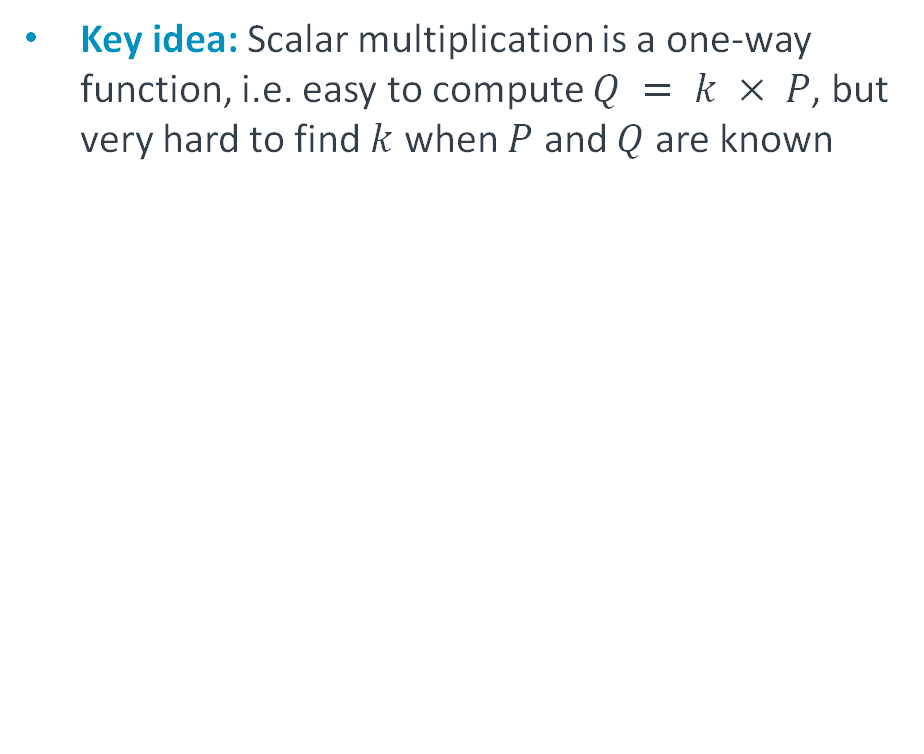 • Key idea: Scalar multiplication is a one-way
function, i.e. easy to compute Q = k × P, but
very hard to find k when P and Q are known